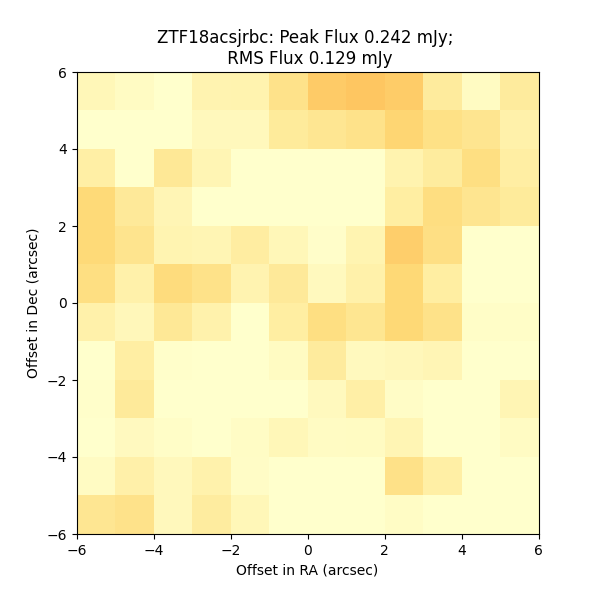 ZTF18acsjrbc: Peak Flux 0.242 mJy;
RMS Flux 0.129 mJy
6
4
2
0
−2
−4
−6
Offset in Dec (arcsec)
−6 −4 −2 0 2 4 6
Offset in RA (arcsec)